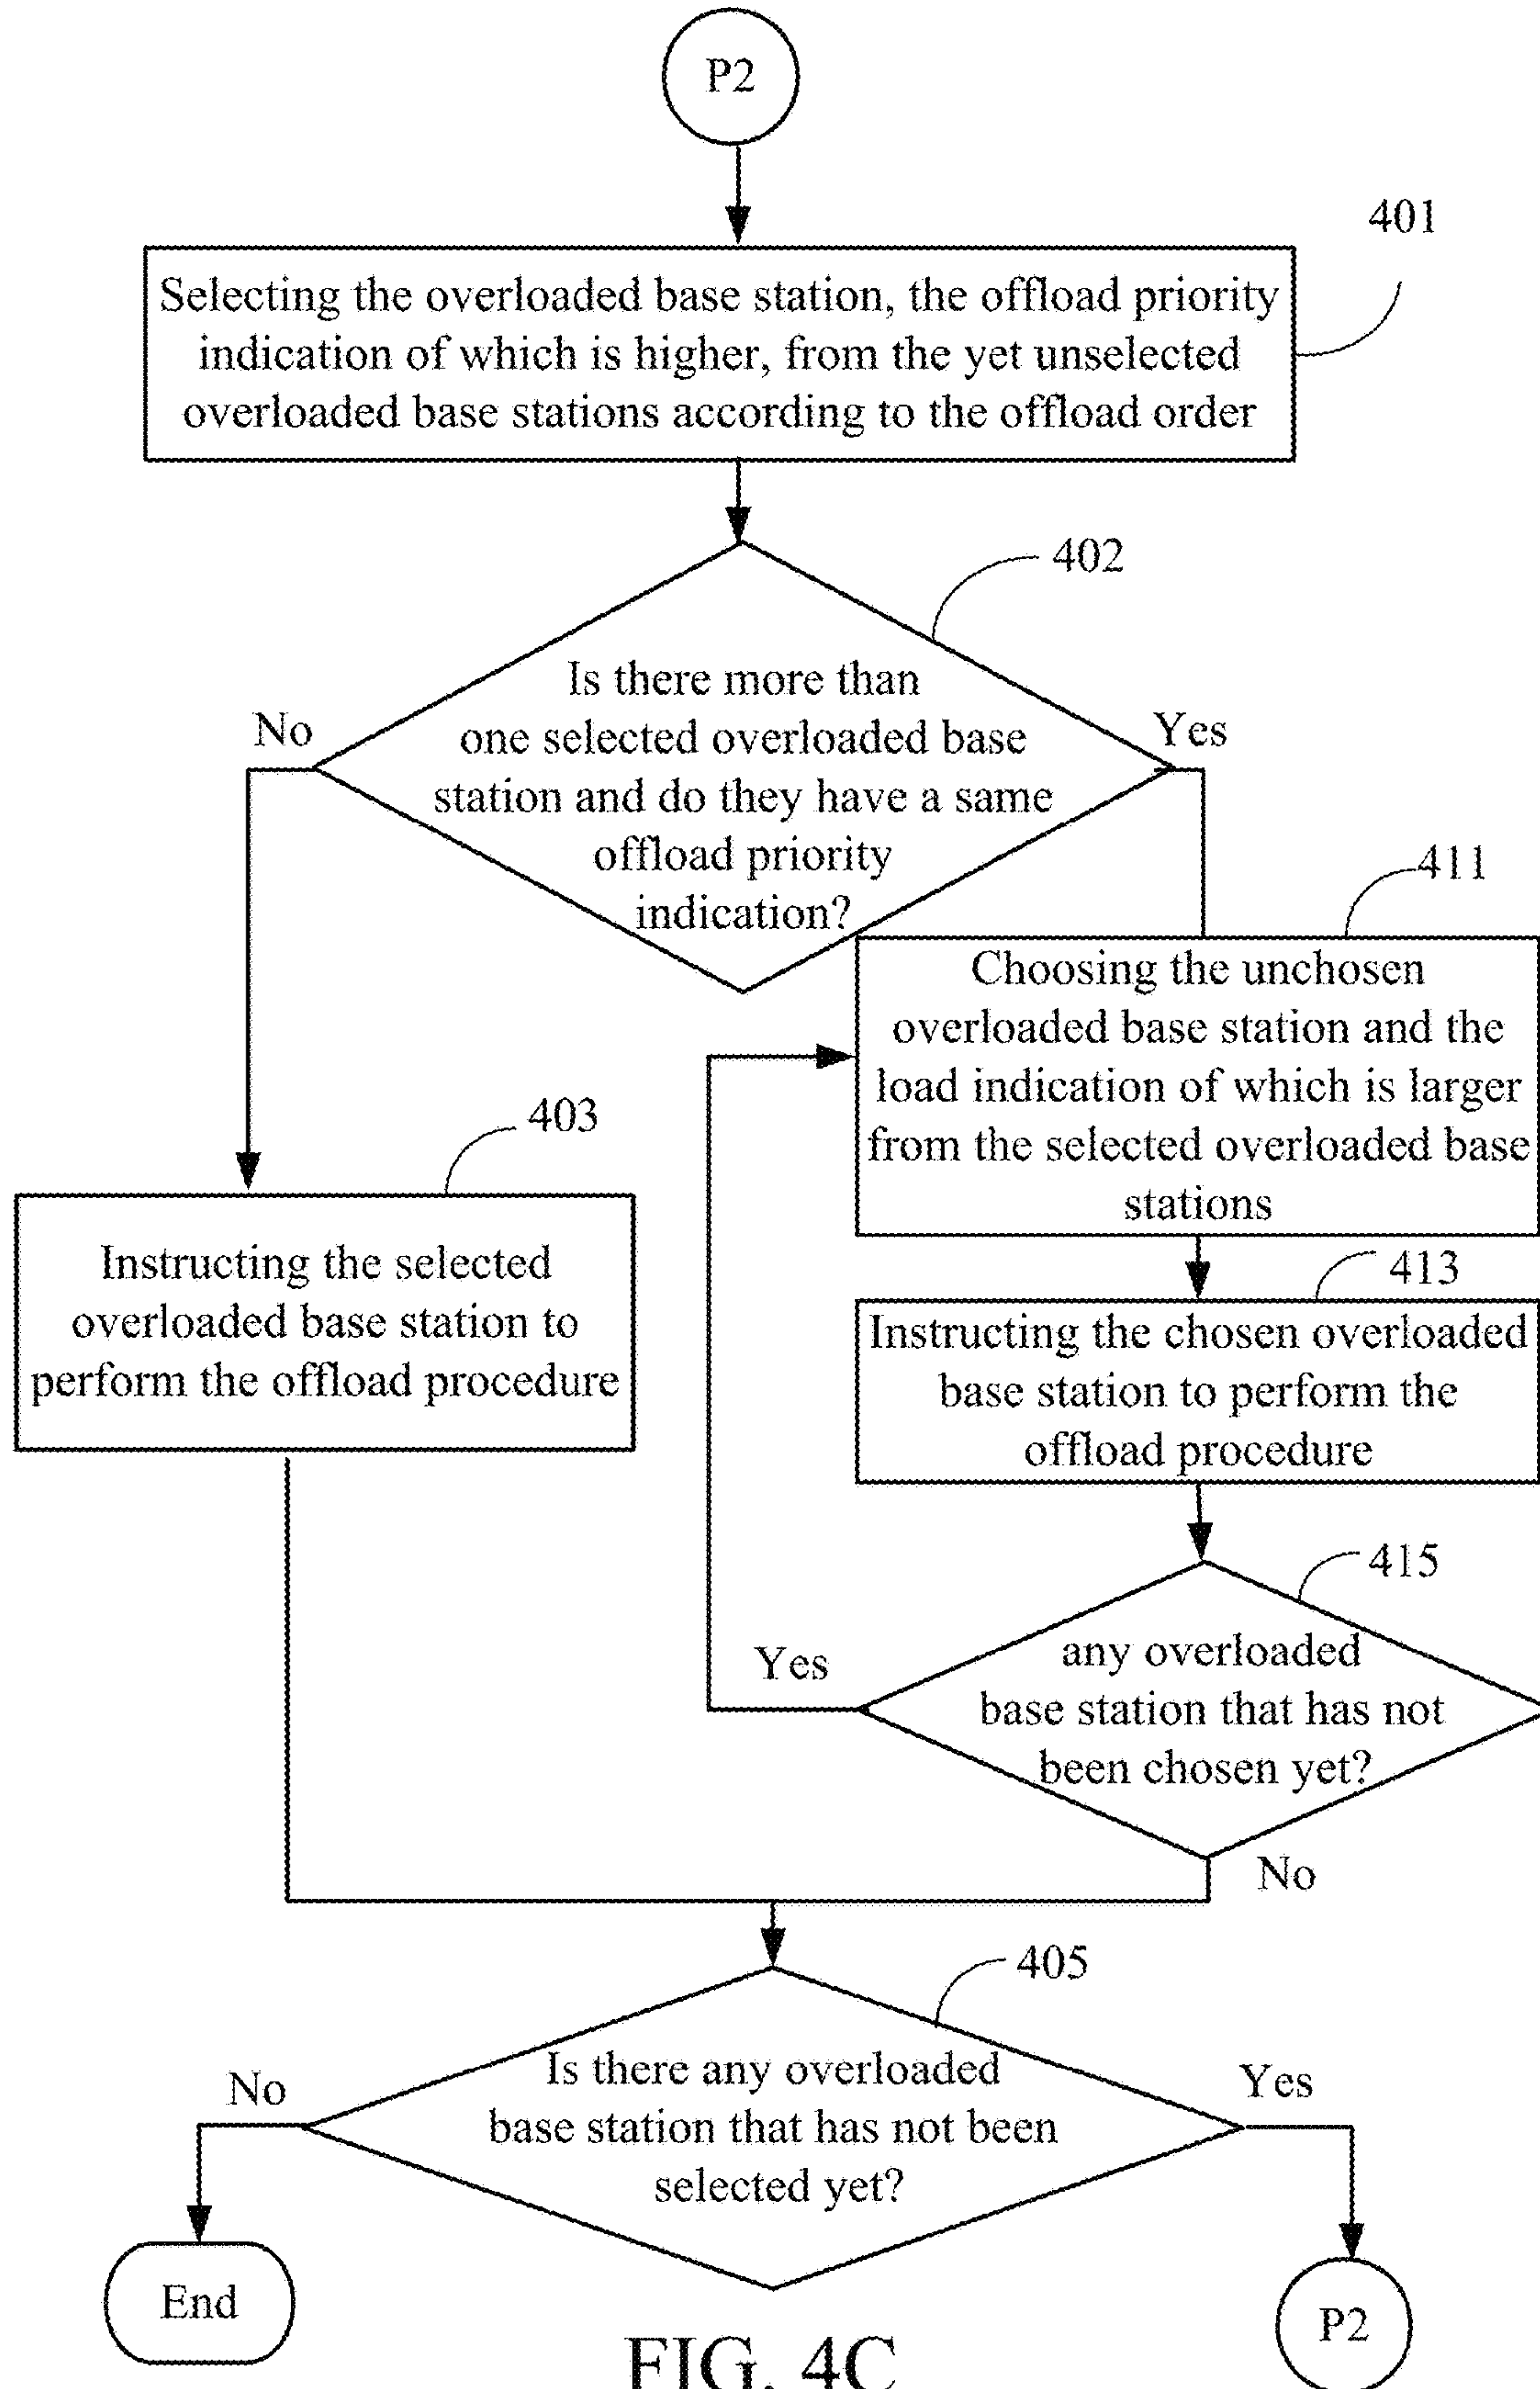 P2
401
Selecting the overloaded base station, the offload priority
indication of which is higher, from the yet unselected
overloaded base stations according to the offload order
402
Is there more than
one selected overloaded base
station and do they have a same
offload priority
indication?
No
Yes
411
Choosing the unchosen
overloaded base station and the
load indication of which is larger
from the selected overloaded base
stations
403
Instructing the selected
overloaded base station to
perform the offload procedure
413
Instructing the chosen overloaded
base station to perform the
offload procedure
415
any overloaded
base station that has not
been chosen yet?
Yes
No
405
Is there any overloaded
base station that has not been
selected yet?
No
Yes
End
P2
FIG. 4C